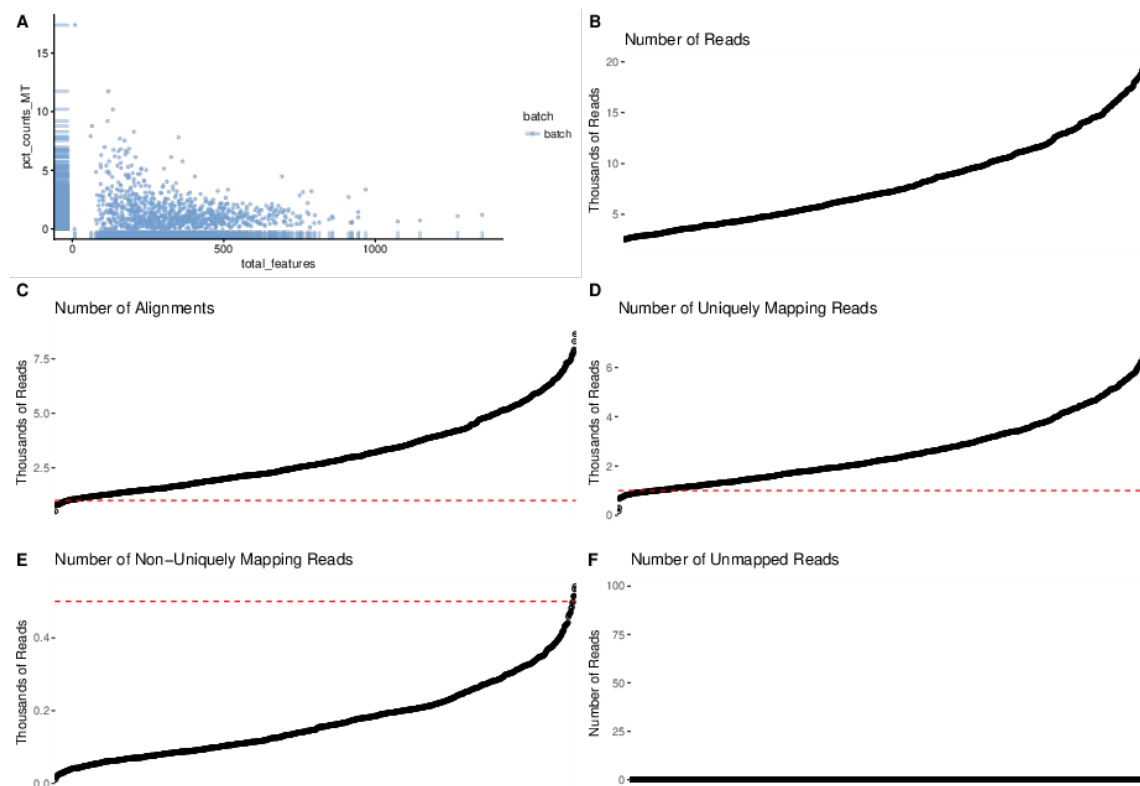 A
pct_counts_MT
15
10
5
0
0
500
1000
total_features
batch
batch
B
Number of Reads
Thousands of Reads
20
15
10
5
C
Number of Alignments
Thousands of Reads
7.5
5.0
2.5
D
Number of Uniquely Mapping Reads
Thousands of Reads
6
4
2
0
E
Number of Non−Uniquely Mapping Reads
Thousands of Reads
0.4
0.2
0.0
F
Number of Unmapped Reads
Number of Reads
100
75
50
25
0